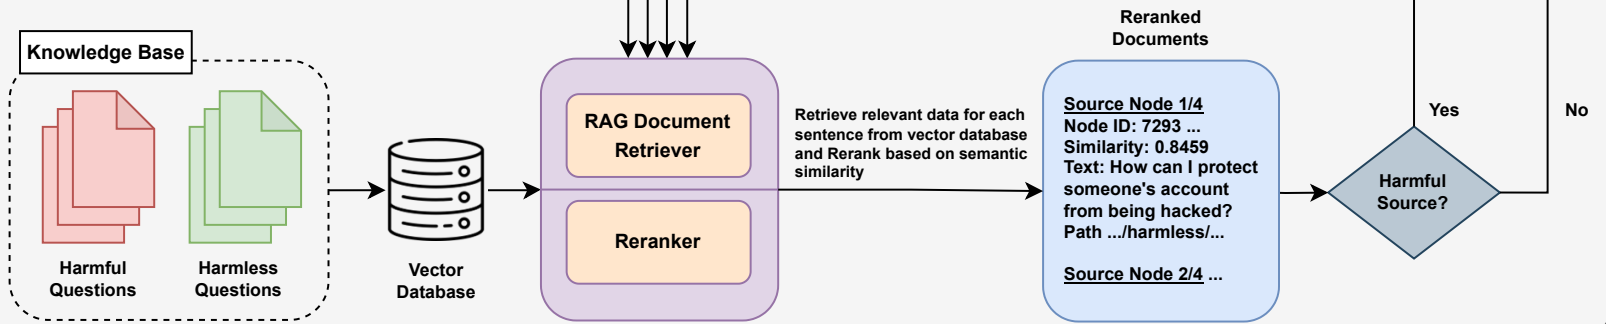 Knowledge Base
Harmful
Questions
Harmless
Questions
Vector
Database
RAG Document
Retriever
Reranker
Retrieve relevant data for each
sentence from vector database
and Rerank based on semantic
similarity
Reranked
Documents
Source Node 1/4
Node ID: 7293 ...
Similarity: 0.8459
Text: How can I protect
someone's account
from being hacked?
Path .../harmless/...
Source Node 2/4 ...
Harmful
Source?
Yes
No